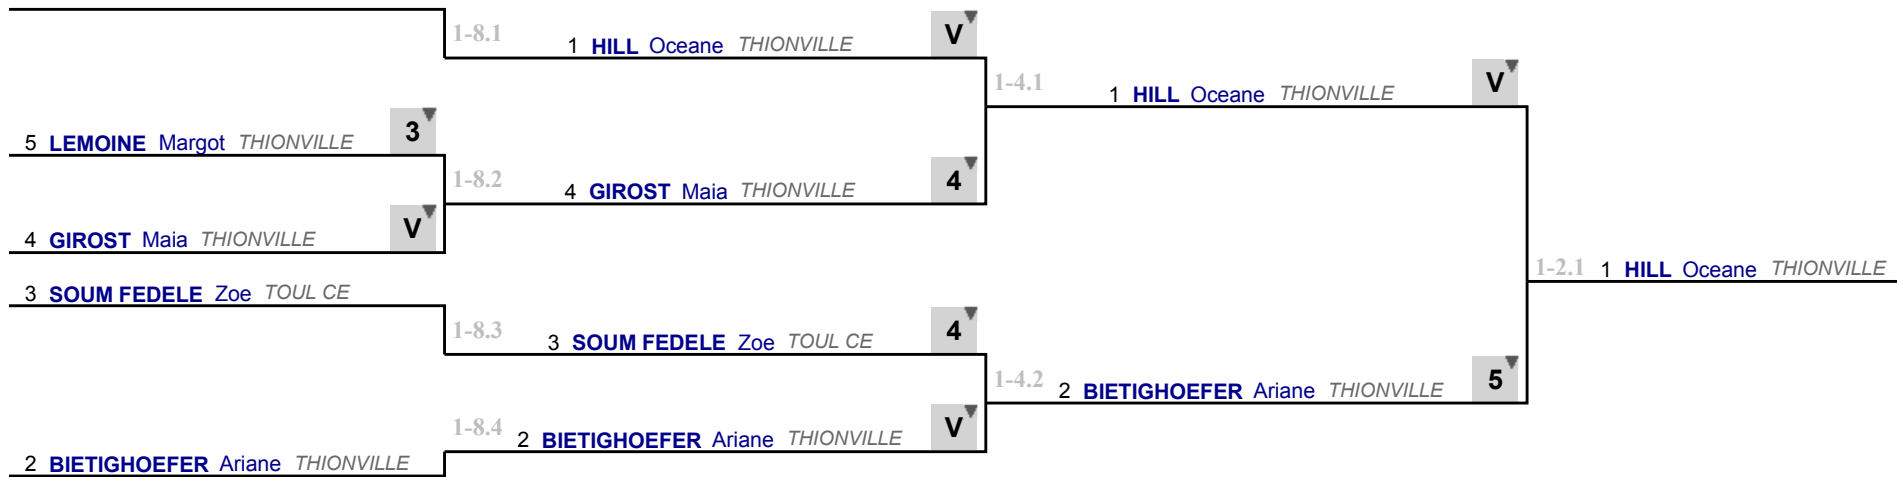 1-8.1
1 HILL Oceane THIONVILLE V
1-4.1
1 HILL Oceane THIONVILLE V
5 LEMOINE Margot THIONVILLE 3
1-8.2
4 GIROST Maia THIONVILLE 4
4 GIROST Maia THIONVILLE V
1-2.1 1 HILL Oceane THIONVILLE
3 SOUM FEDELE Zoe TOUL CE
1-8.3
3 SOUM FEDELE Zoe TOUL CE 4
1-4.2
2 BIETIGHOEFER Ariane THIONVILLE 5
1-8.4
2 BIETIGHOEFER Ariane THIONVILLE V
2 BIETIGHOEFER Ariane THIONVILLE